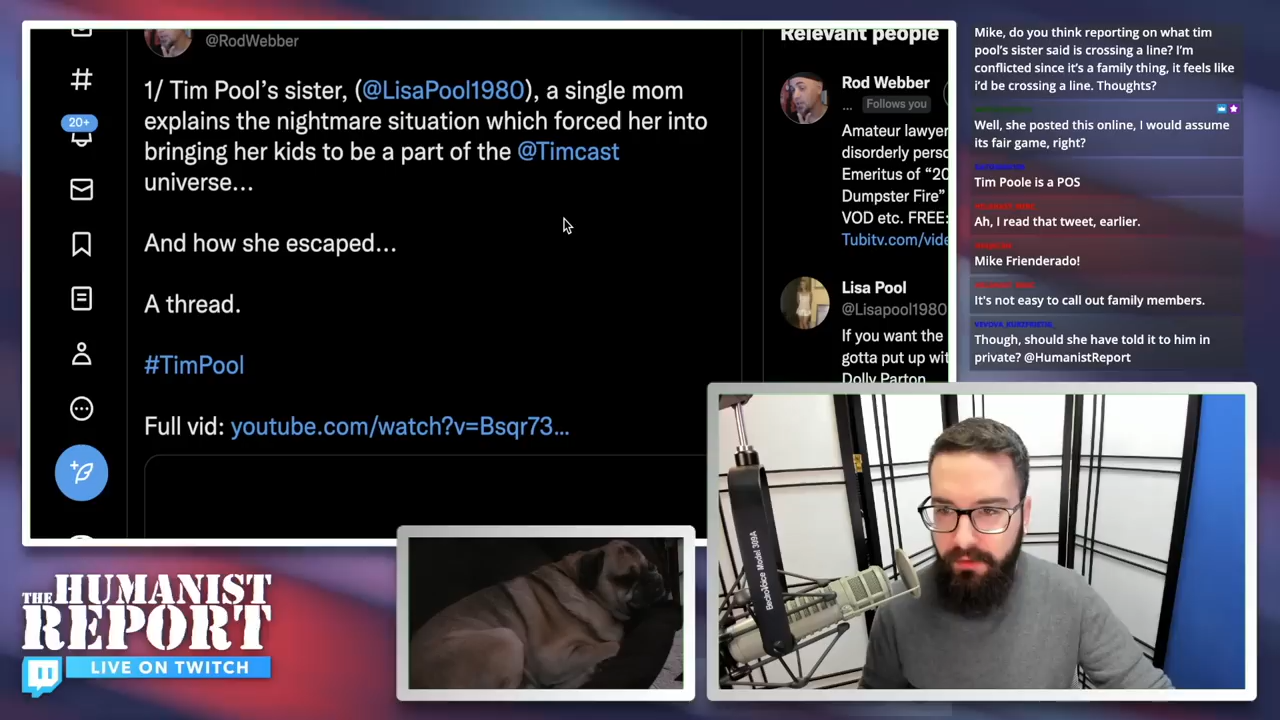 @RodWebber
1/ Tim Pool's sister, (@LisaPool1980), a single mom
explains the nightmare situation which forced her into
bringing her kids to be a part of the @Timcast
universe...
And how she escaped...
A thread.
#TimPool
Full vid: youtube.com/watch?v=Bsqr73...
20+
Relevant people
Rod Webber
... Follows you
Amateur lawyer
disorderly perso
Emeritus of "20
Dumpster Fire"
VOD etc. FREE:
Tubitv.com/vide
Lisa Pool
@Lisapool1980
If you want the
gotta put up wit
Dolly Parton
Mike, do you think reporting on what tim
pool's sister said is crossing a line? I'm
conflicted since it's a family thing, it feels like
i'd be crossing a line. Thoughts?
Well, she posted this online, I would assume
its fair game, right?
Tim Poole is a POS
Ah, I read that tweet, earlier.
Mike Frienderado!
It's not easy to call out family members.
Though, should she have told it to him in
private? @HumanistReport
THE HUMANIST
REPORT
LIVE ON TWITCH
ElectroVoice Model 309A